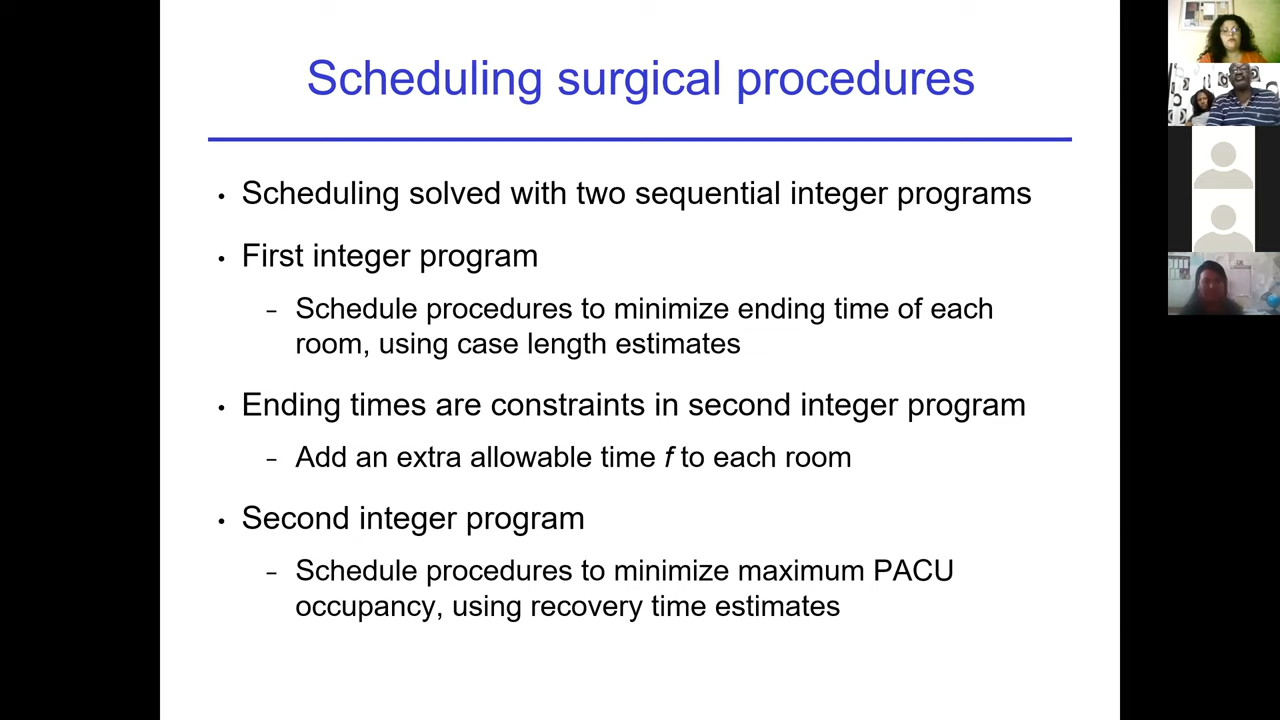 Scheduling surgical procedures
• Scheduling solved with two sequential integer programs
• First integer program
– Schedule procedures to minimize ending time of each
room, using case length estimates
• Ending times are constraints in second integer program
– Add an extra allowable time f to each room
• Second integer program
– Schedule procedures to minimize maximum PACU
occupancy, using recovery time estimates